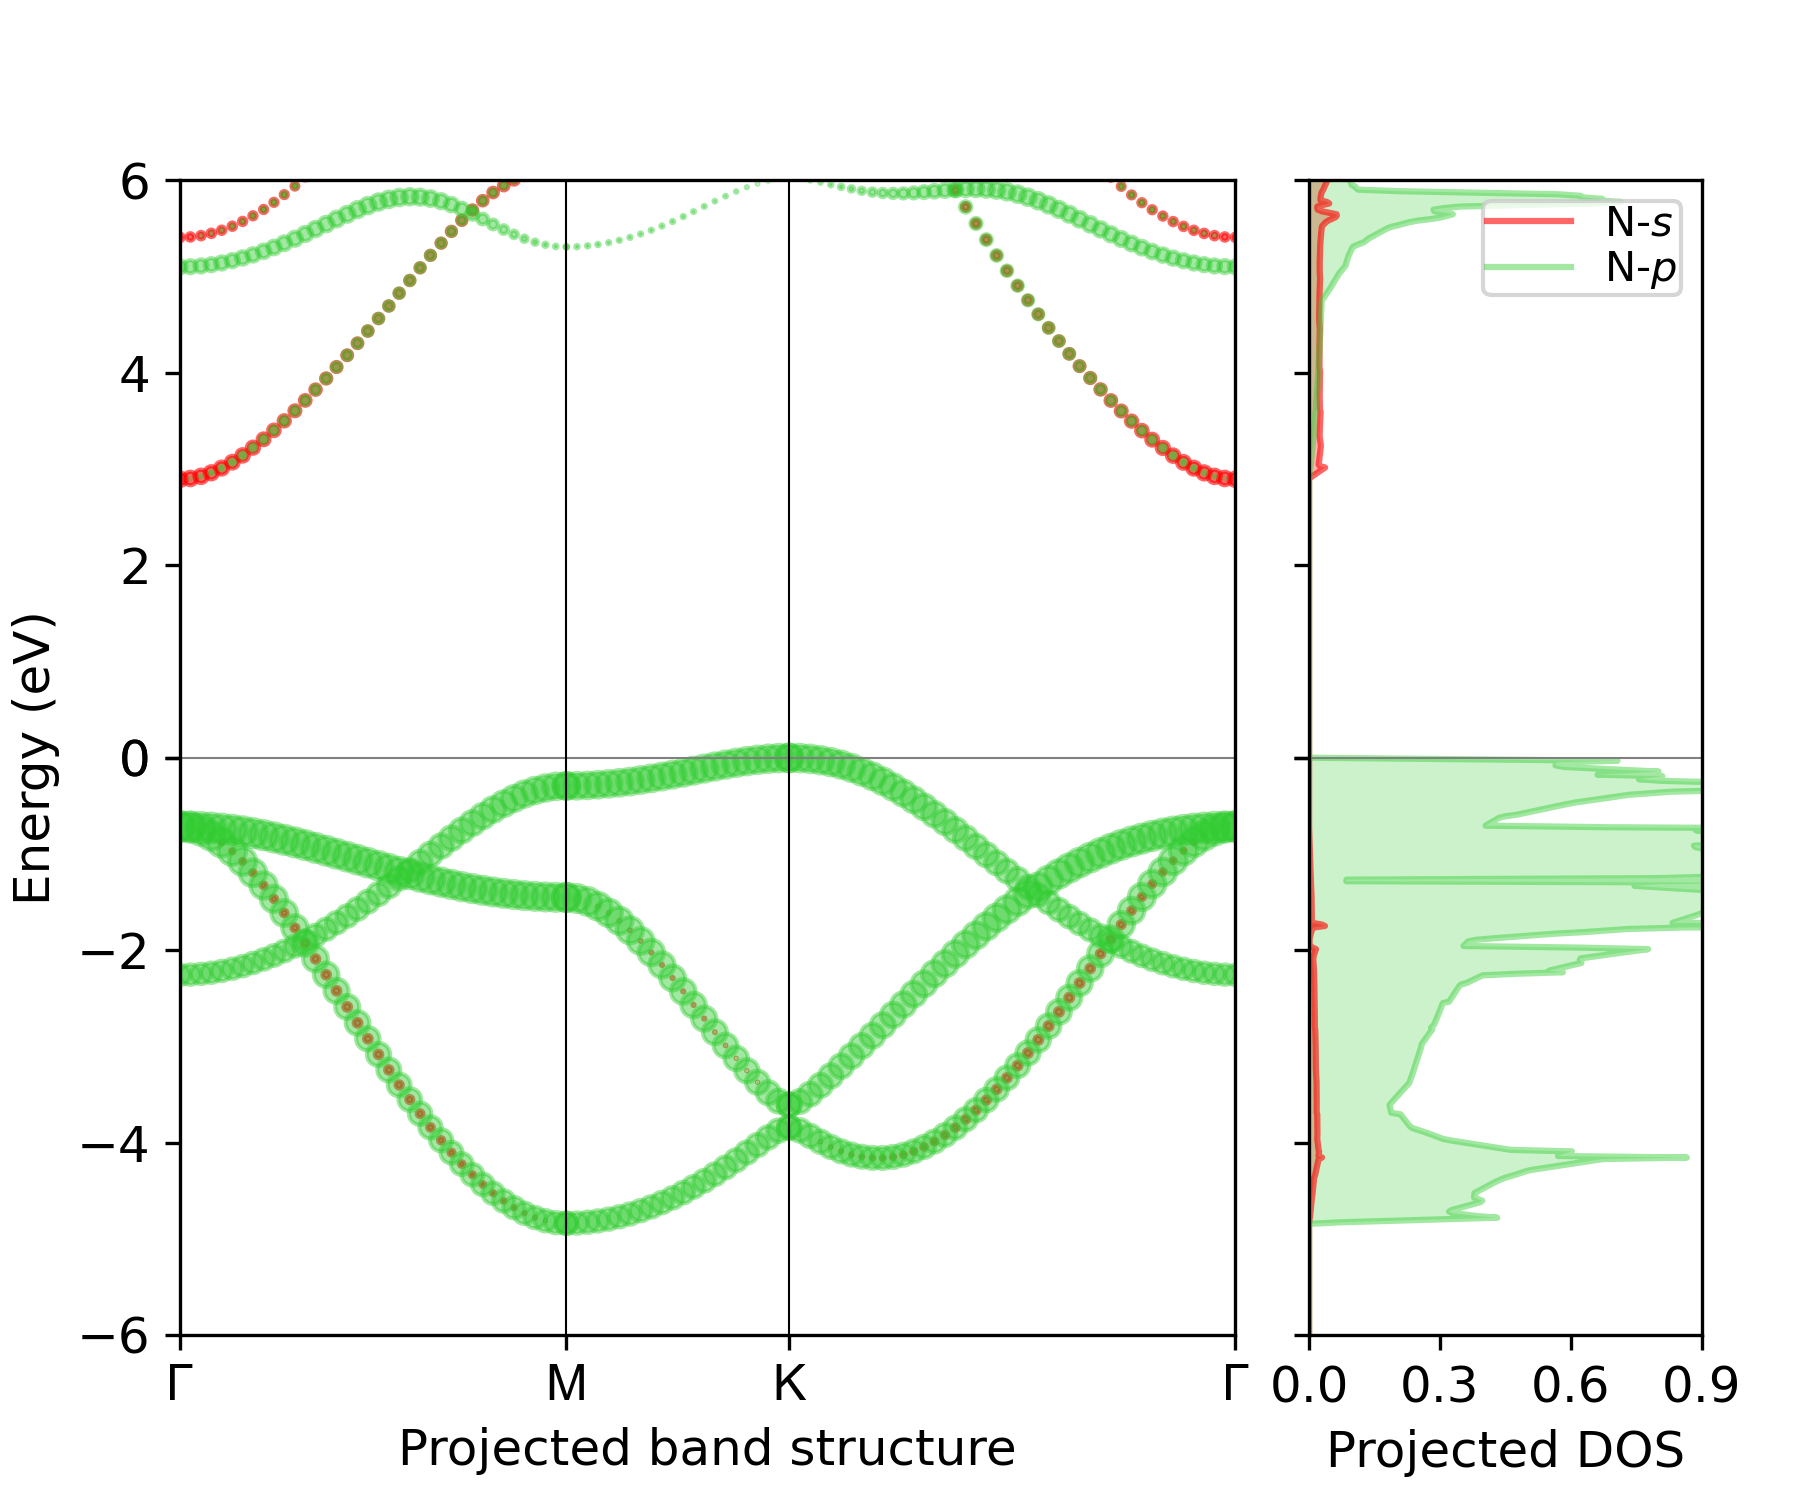 Energy (eV)
6
4
2
0
−2
−4
−6
Γ M K Γ
Projected band structure
N-s
N-p
0.0 0.3 0.6 0.9
Projected DOS